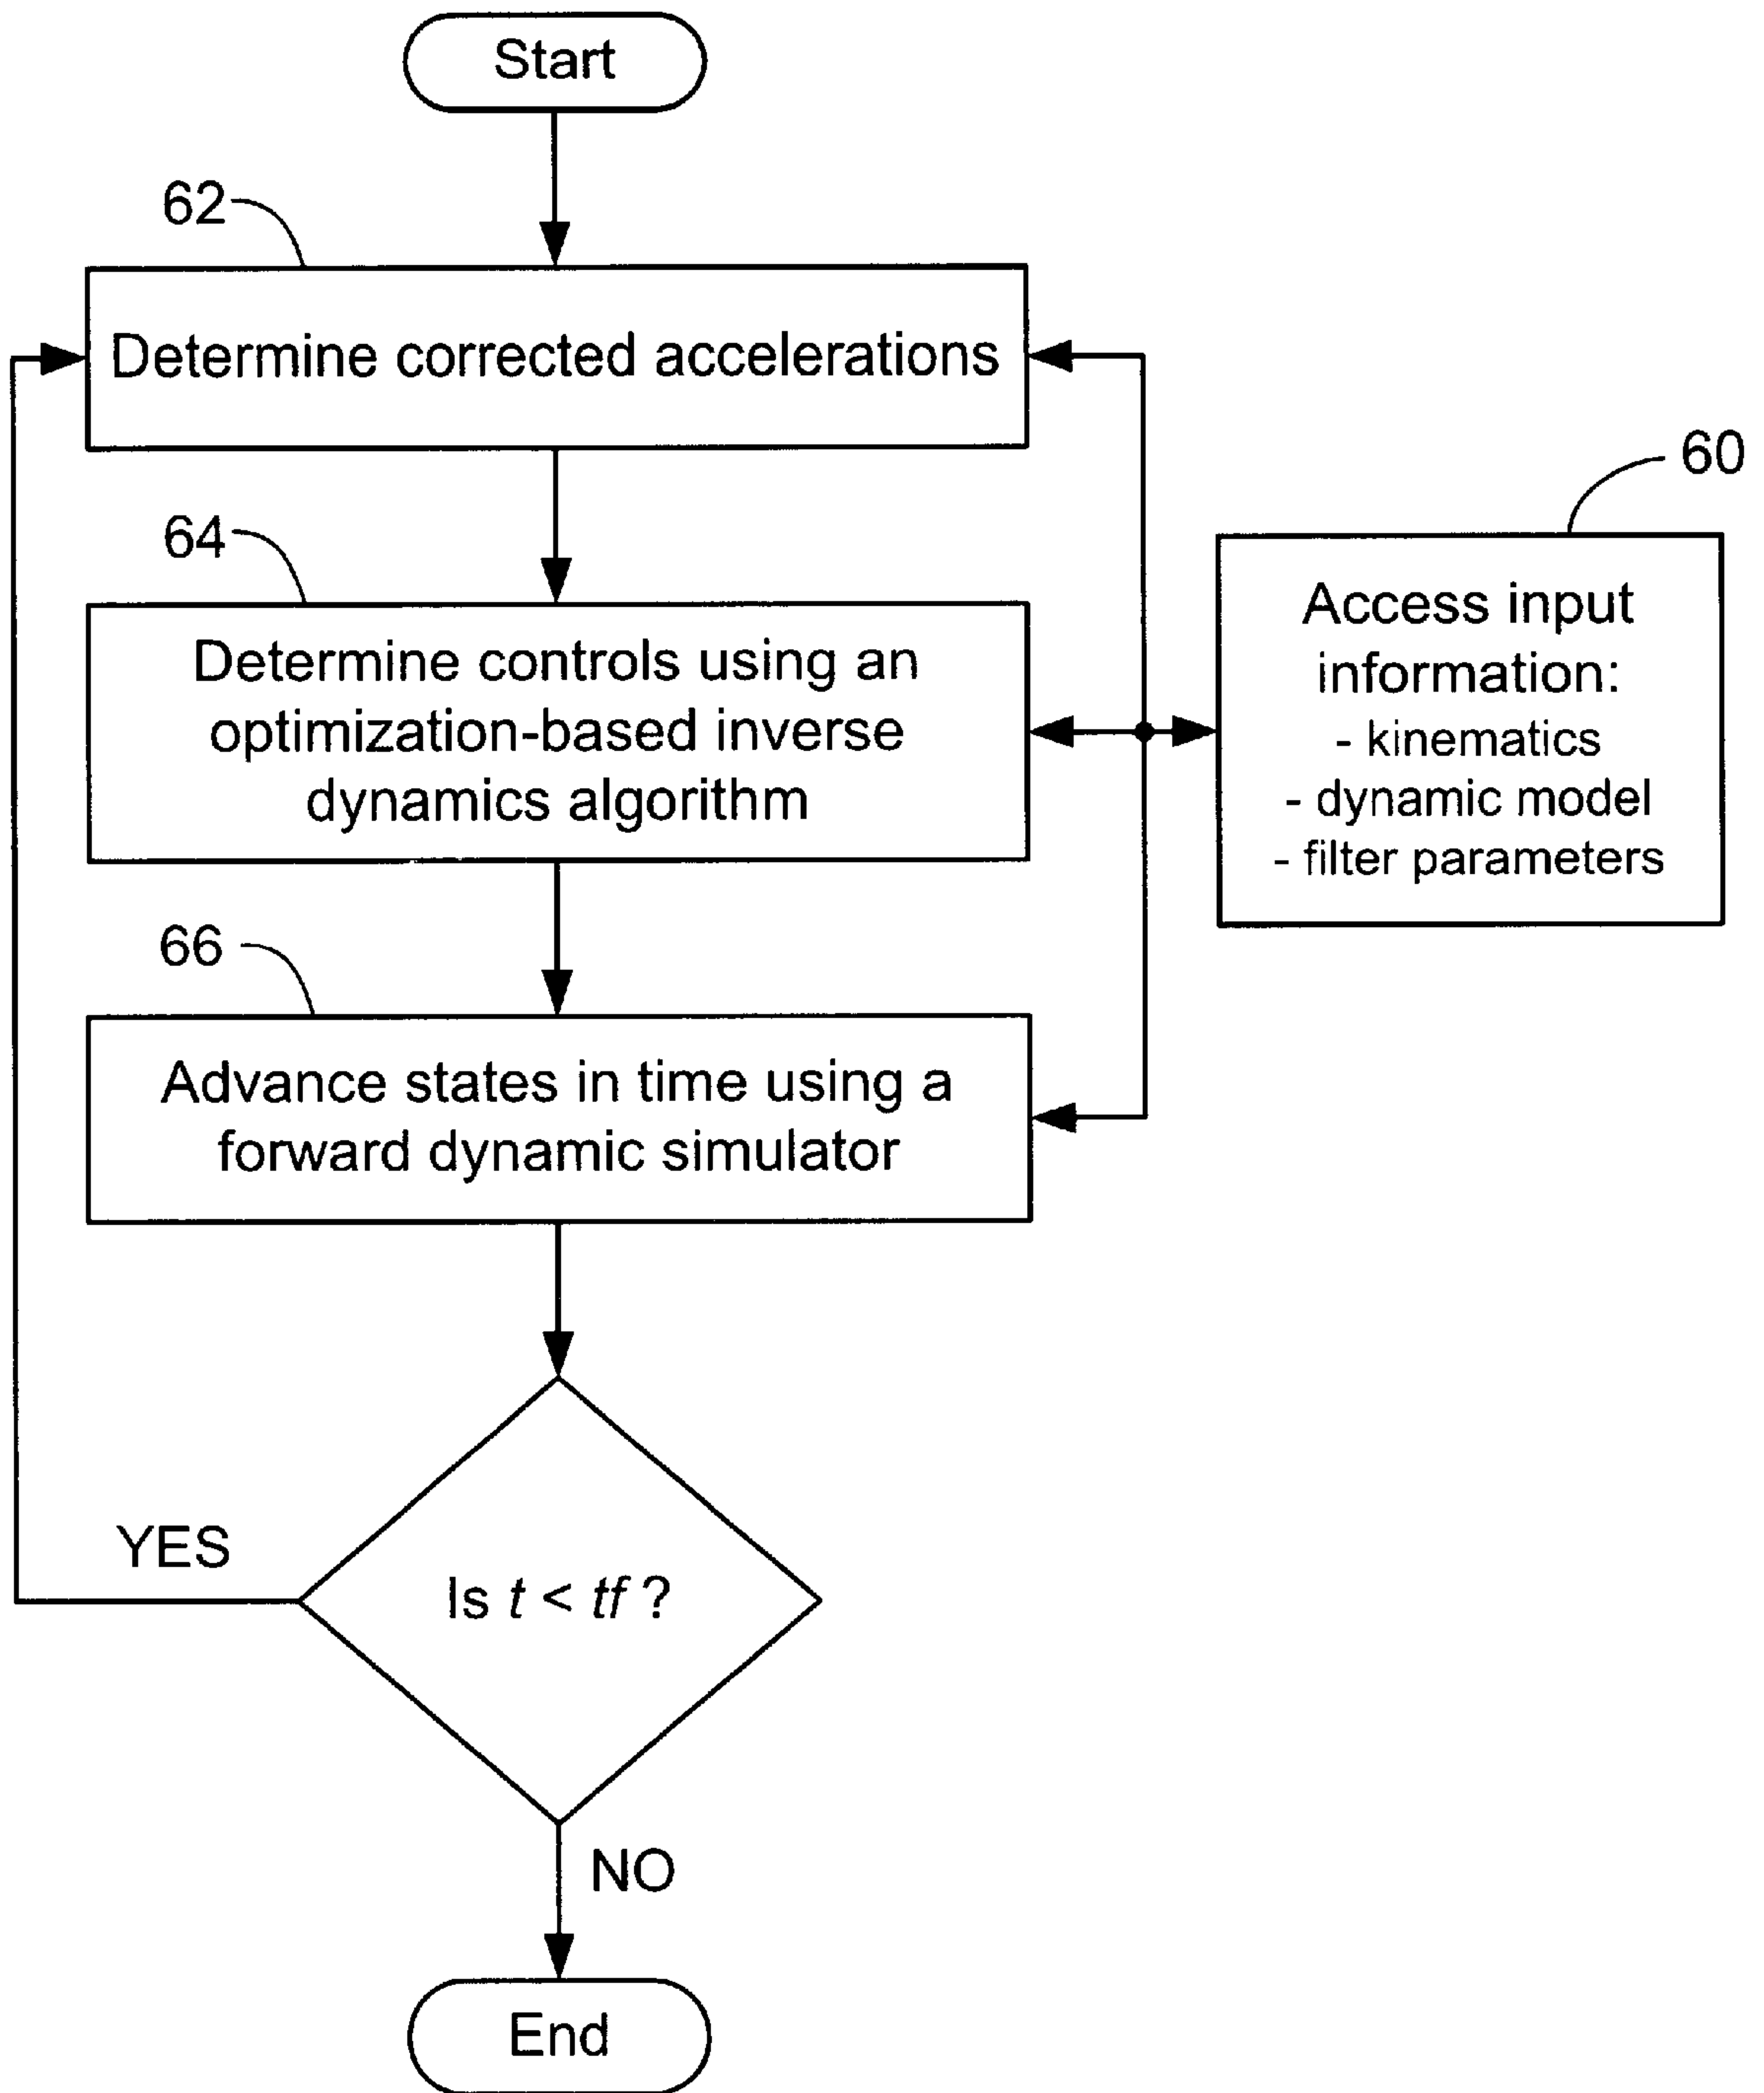 Start
62
Determine corrected accelerations
60
64
Determine controls using an
optimization-based inverse
dynamics algorithm
Access input
information:
- kinematics
- dynamic model
- filter parameters
66
Advance states in time using a
forward dynamic simulator
YES
Is t < tf ?
NO
End